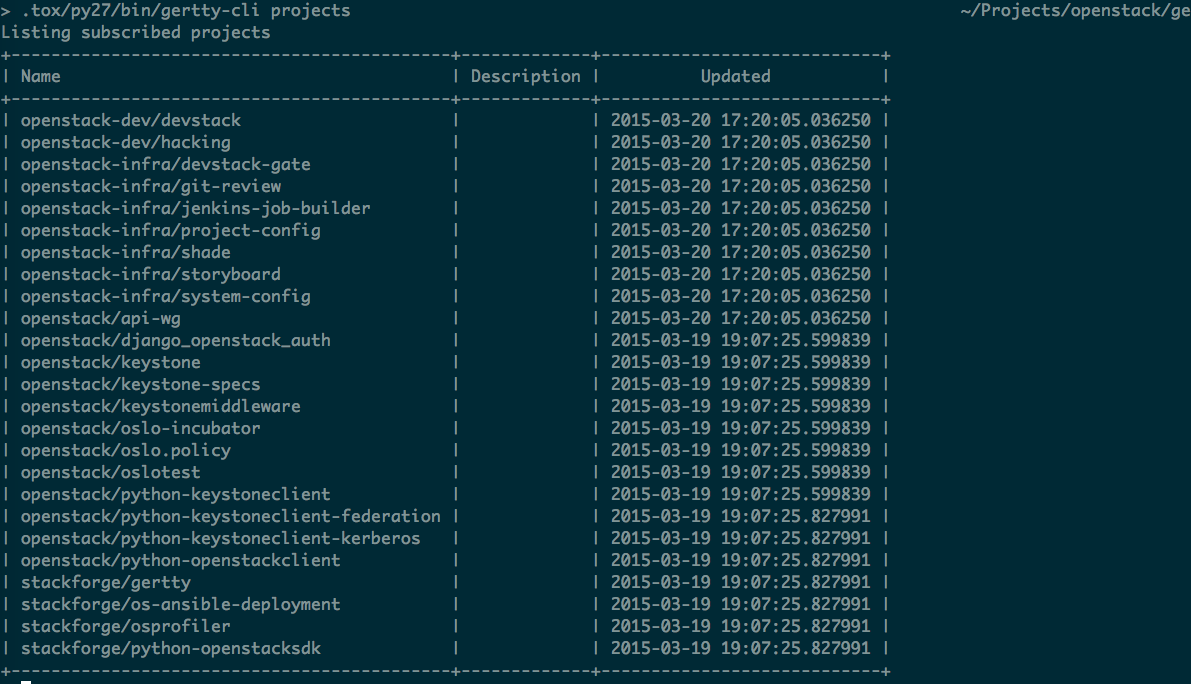 > .tox/py27/bin/gertty-cli projects ~/Projects/openstack/ge
Listing subscribed projects
+--------------------------------------------+-------------+----------------------------+
| Name                                       | Description |          Updated           |
+--------------------------------------------+-------------+----------------------------+
| openstack-dev/devstack                     |             | 2015-03-20 17:20:05.036250 |
| openstack-dev/hacking                      |             | 2015-03-20 17:20:05.036250 |
| openstack-infra/devstack-gate              |             | 2015-03-20 17:20:05.036250 |
| openstack-infra/git-review                 |             | 2015-03-20 17:20:05.036250 |
| openstack-infra/jenkins-job-builder        |             | 2015-03-20 17:20:05.036250 |
| openstack-infra/project-config             |             | 2015-03-20 17:20:05.036250 |
| openstack-infra/shade                      |             | 2015-03-20 17:20:05.036250 |
| openstack-infra/storyboard                 |             | 2015-03-20 17:20:05.036250 |
| openstack-infra/system-config              |             | 2015-03-20 17:20:05.036250 |
| openstack/api-wg                           |             | 2015-03-20 17:20:05.036250 |
| openstack/django_openstack_auth            |             | 2015-03-19 19:07:25.599839 |
| openstack/keystone                         |             | 2015-03-19 19:07:25.599839 |
| openstack/keystone-specs                   |             | 2015-03-19 19:07:25.599839 |
| openstack/keystonemiddleware               |             | 2015-03-19 19:07:25.599839 |
| openstack/oslo-incubator                   |             | 2015-03-19 19:07:25.599839 |
| openstack/oslo.policy                      |             | 2015-03-19 19:07:25.599839 |
| openstack/oslotest                         |             | 2015-03-19 19:07:25.599839 |
| openstack/python-keystoneclient            |             | 2015-03-19 19:07:25.599839 |
| openstack/python-keystoneclient-federation |             | 2015-03-19 19:07:25.827991 |
| openstack/python-keystoneclient-kerberos   |             | 2015-03-19 19:07:25.827991 |
| openstack/python-openstackclient           |             | 2015-03-19 19:07:25.827991 |
| stackforge/gertty                          |             | 2015-03-19 19:07:25.827991 |
| stackforge/os-ansible-deployment           |             | 2015-03-19 19:07:25.827991 |
| stackforge/osprofiler                      |             | 2015-03-19 19:07:25.827991 |
| stackforge/python-openstacksdk             |             | 2015-03-19 19:07:25.827991 |
+--------------------------------------------+-------------+----------------------------+